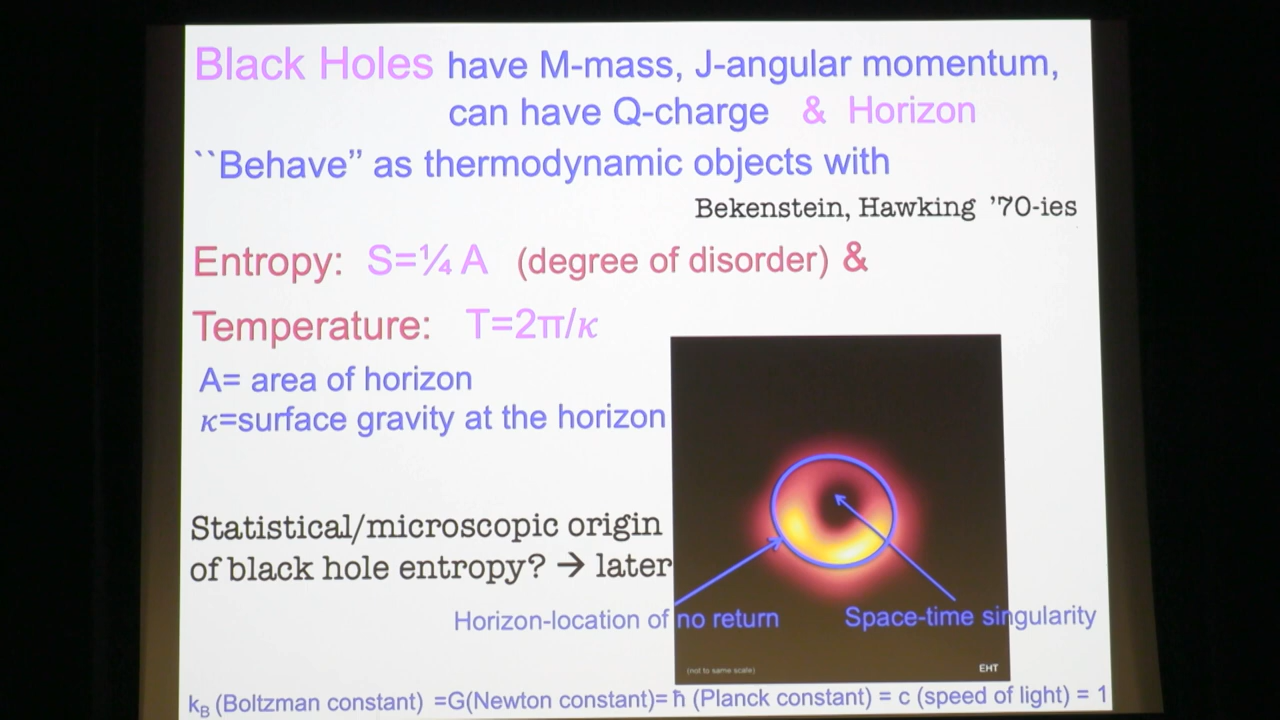 Black Holes have M-mass, J-angular momentum,
can have Q-charge & Horizon
``Behave” as thermodynamic objects with
Bekenstein, Hawking ’70-ies
Entropy: S=¼ A (degree of disorder) &
Temperature: T=2π/κ
A= area of horizon
κ=surface gravity at the horizon
Statistical/microscopic origin
of black hole entropy? → later
Horizon-location of no return
Space-time singularity
(not to same scale)
EHT
kB (Boltzman constant) =G(Newton constant)= ħ (Planck constant) = c (speed of light) = 1